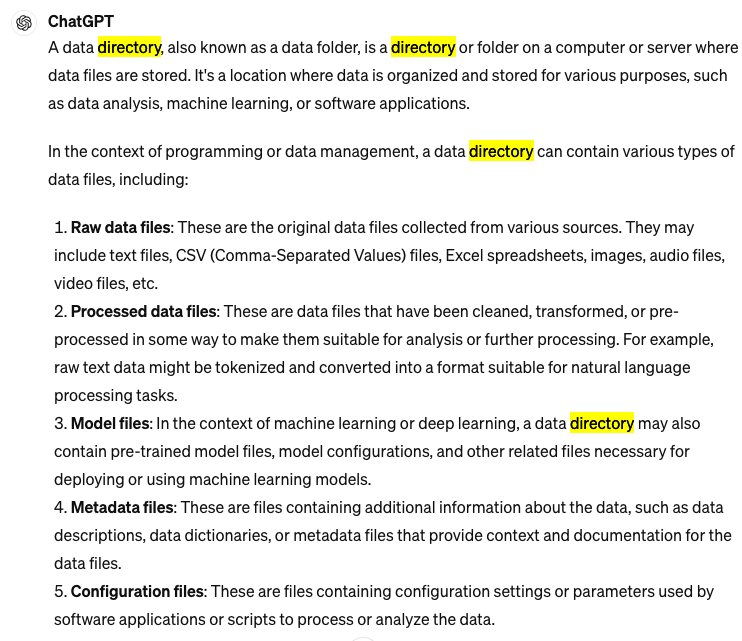 ChatGPT
A data directory, also known as a data folder, is a directory or folder on a computer or server where
data files are stored. It's a location where data is organized and stored for various purposes, such
as data analysis, machine learning, or software applications.
In the context of programming or data management, a data directory can contain various types of
data files, including:
1. Raw data files: These are the original data files collected from various sources. They may
include text files, CSV (Comma-Separated Values) files, Excel spreadsheets, images, audio files,
video files, etc.
2. Processed data files: These are data files that have been cleaned, transformed, or pre-
processed in some way to make them suitable for analysis or further processing. For example,
raw text data might be tokenized and converted into a format suitable for natural language
processing tasks.
3. Model files: In the context of machine learning or deep learning, a data directory may also
contain pre-trained model files, model configurations, and other related files necessary for
deploying or using machine learning models.
4. Metadata files: These are files containing additional information about the data, such as data
descriptions, data dictionaries, or metadata files that provide context and documentation for the
data files.
5. Configuration files: These are files containing configuration settings or parameters used by
software applications or scripts to process or analyze the data.